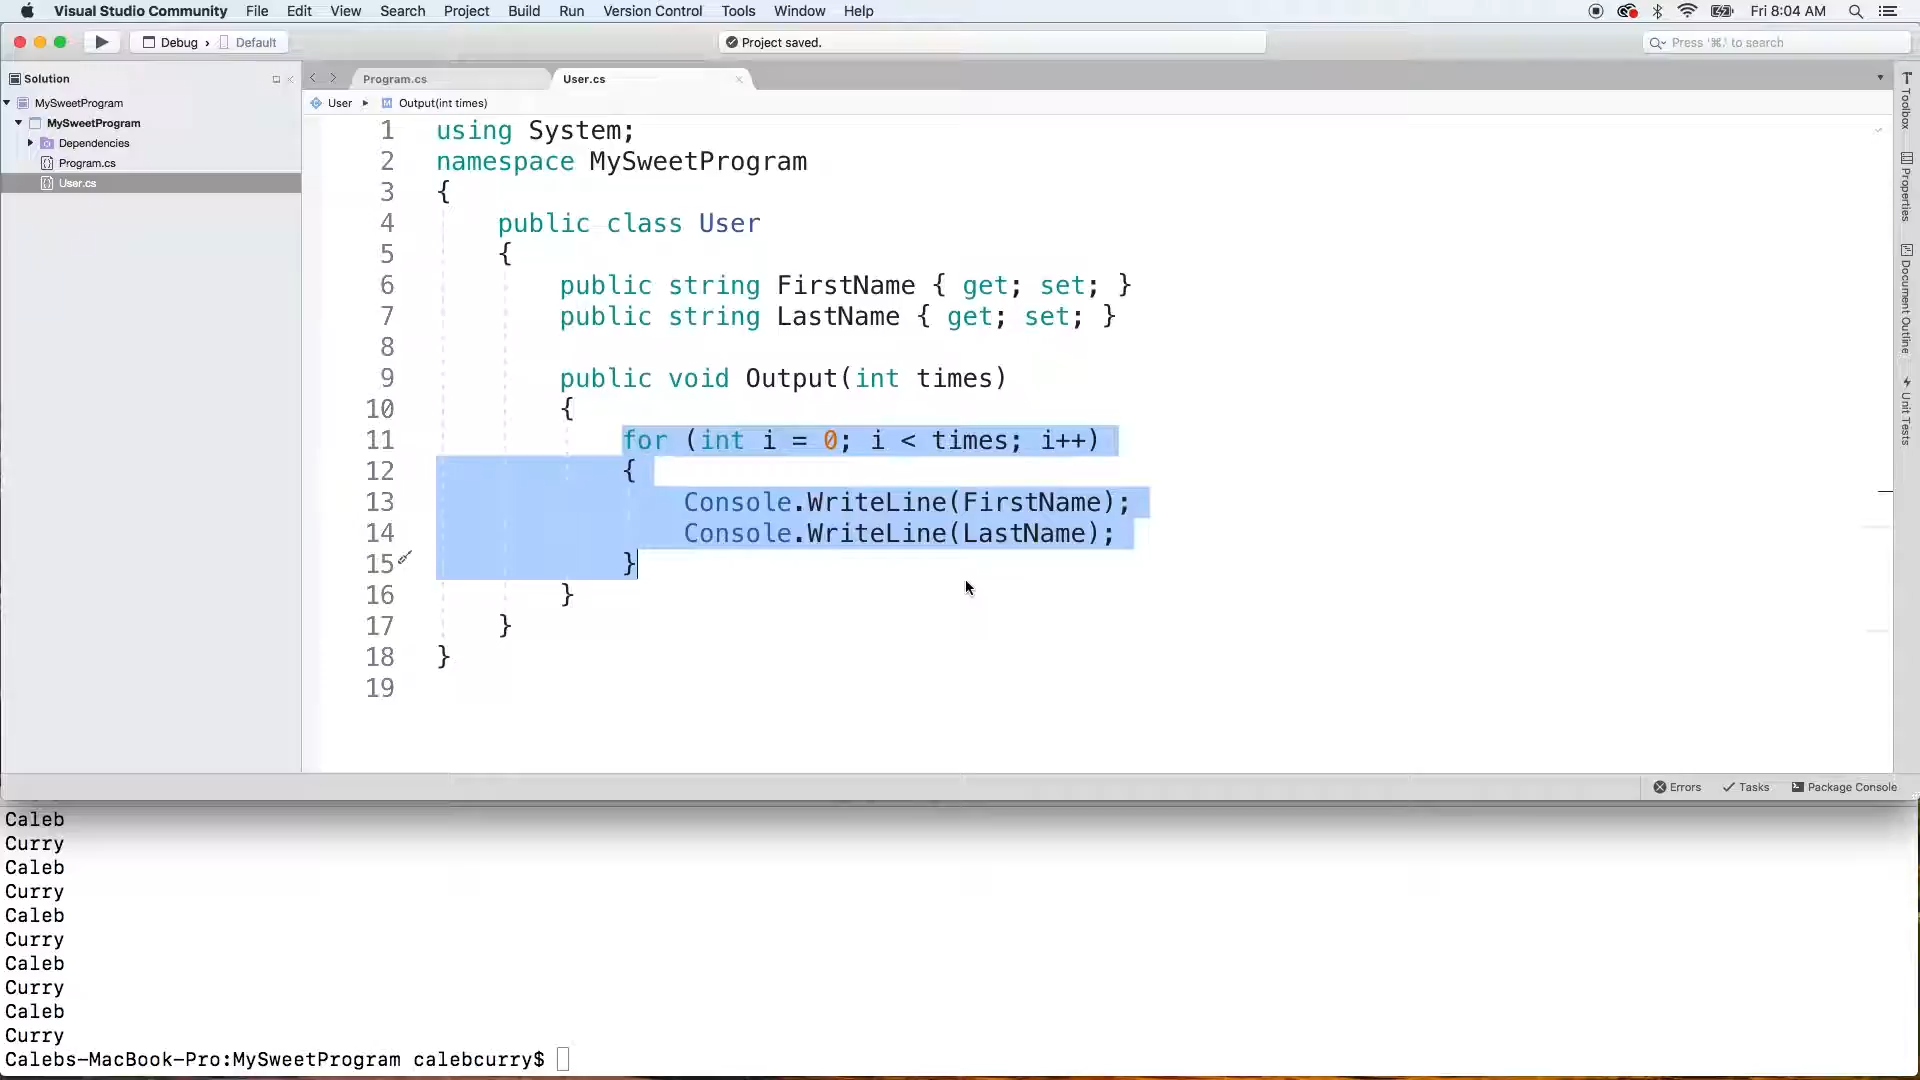 Visual Studio Community File Edit View Search Project Build Run Version Control Tools Window Help Fri 8:04 AM
Debug › Default Project saved. Press '⌘.' to search
Solution
MySweetProgram
MySweetProgram
Dependencies
Program.cs
User.cs
Program.cs User.cs
User Output(int times)
1 using System;
2 namespace MySweetProgram
3 {
4 public class User
5 {
6 public string FirstName { get; set; }
7 public string LastName { get; set; }
8
9 public void Output(int times)
10 {
11 for (int i = 0; i < times; i++)
12 {
13 Console.WriteLine(FirstName);
14 Console.WriteLine(LastName);
15 }
16 }
17 }
18 }
19
Toolbox
Properties
Document Outline
Unit Tests
Errors Tasks Package Console
Caleb
Curry
Caleb
Curry
Caleb
Curry
Caleb
Curry
Caleb
Curry
Calebs-MacBook-Pro:MySweetProgram calebcurry$